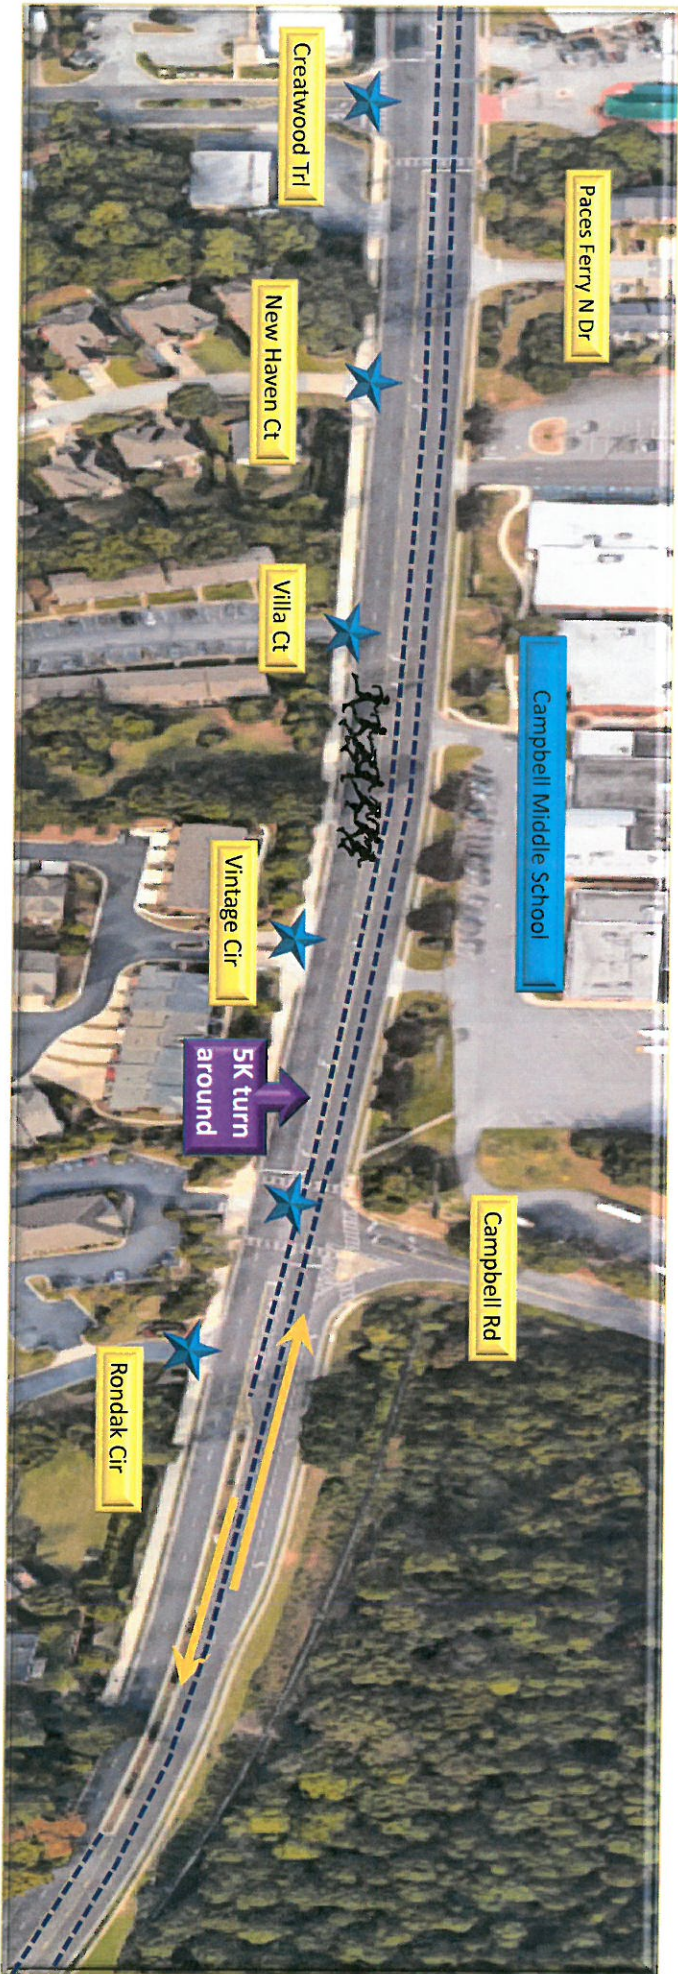 Paces Ferry N Dr
Campbell Middle School
Campbell Rd
Creatwood Trl
New Haven Ct
Villa Ct
Vintage Cir
5K turn
around
Rondak Cir